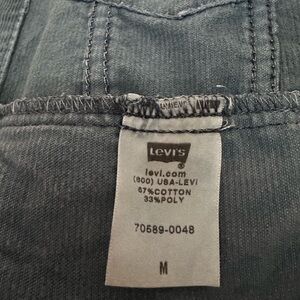 Levi's
®
levi.com
(800) USA-LEVI
67%COTTON
33%POLY
70589-0048
M